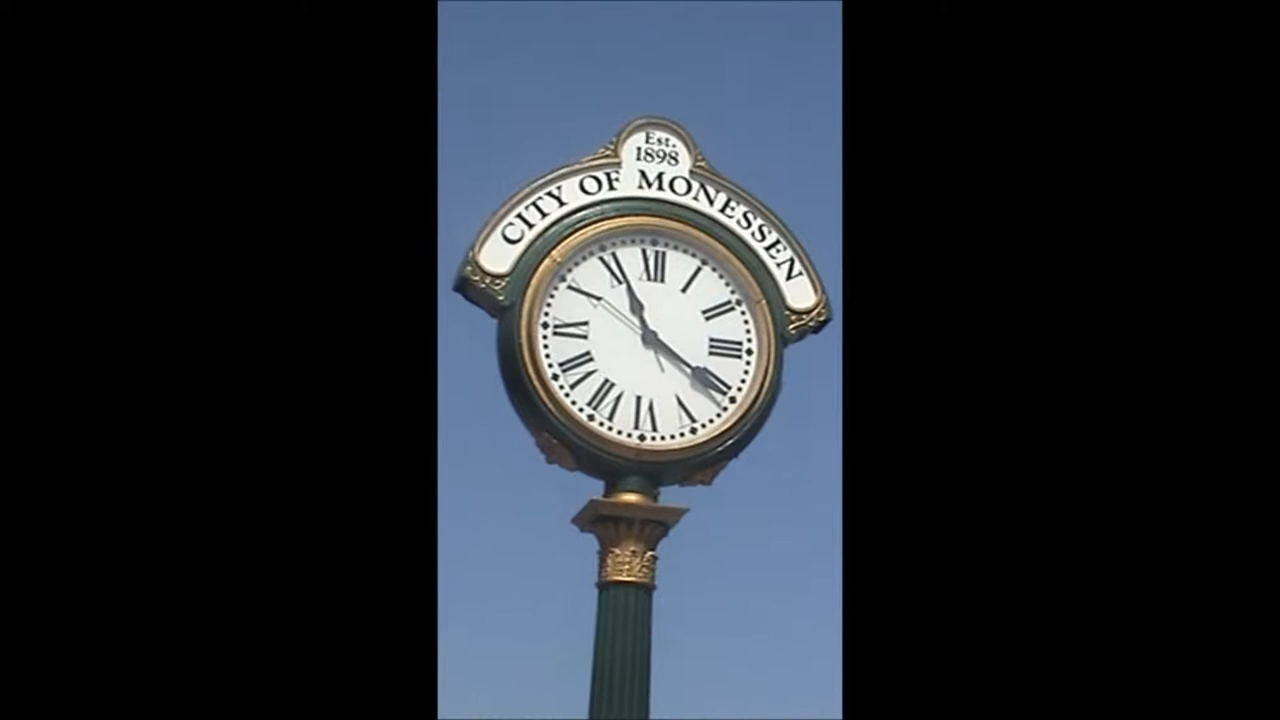 Est.
1898
CITY OF MONESSEN
XII
I
II
III
IIII
V
VI
VII
VIII
IX
X
XI